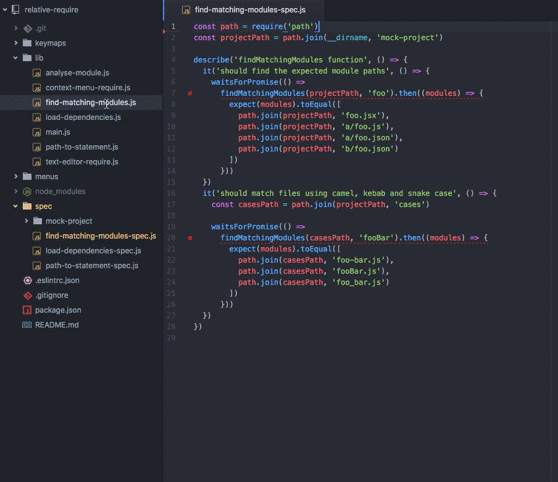 relative-require
.git
keymaps
lib
analyse-module.js
context-menu-require.js
find-matching-modules.js
load-dependencies.js
main.js
path-to-statement.js
text-editor-require.js
menus
node_modules
spec
mock-project
find-matching-modules-spec.js
load-dependencies-spec.js
path-to-statement-spec.js
.eslintrc.json
.gitignore
package.json
README.md
find-matching-modules-spec.js
1 const path = require('path')
2 const projectPath = path.join(__dirname, 'mock-project')
3
4 describe('findMatchingModules function', () => {
5 it('should find the expected module paths', () => {
6 waitsForPromise(() =>
7 findMatchingModules(projectPath, 'foo').then((modules) => {
8 expect(modules).toEqual([
9 path.join(projectPath, 'foo.jsx'),
10 path.join(projectPath, 'a/foo.js'),
11 path.join(projectPath, 'a/foo.json'),
12 path.join(projectPath, 'b/foo.json')
13 ])
14 }))
15 })
16 it('should match files using camel, kebab and snake case', () => {
17 const casesPath = path.join(projectPath, 'cases')
18
19 waitsForPromise(() =>
20 findMatchingModules(casesPath, 'fooBar').then((modules) => {
21 expect(modules).toEqual([
22 path.join(casesPath, 'foo-bar.js'),
23 path.join(casesPath, 'fooBar.js'),
24 path.join(casesPath, 'foo_bar.js')
25 ])
26 }))
27 })
28 })
29